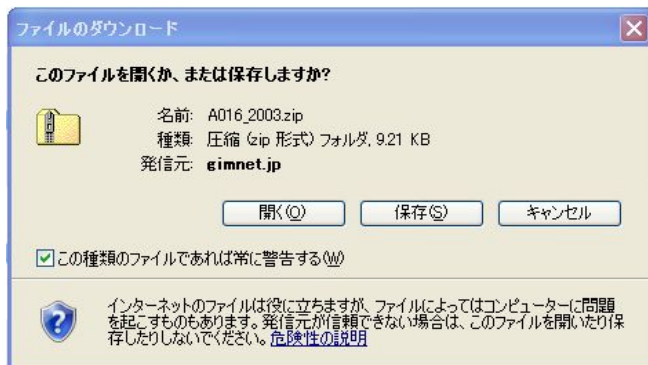 ファイルのダウンロード
このファイルを開くか、または保存しますか?
名前: A016_2003.zip
種類: 圧縮 (zip 形式) フォルダ, 9.21 KB
発信元: gimnet.jp
開く(O) 保存(S) キャンセル
この種類のファイルであれば常に警告する(W)
インターネットのファイルは役に立ちますが、ファイルによってはコンピューターに問題
を起こすものもあります。発信元が信頼できない場合は、このファイルを開いたり保
存したりしないでください。危険性の説明